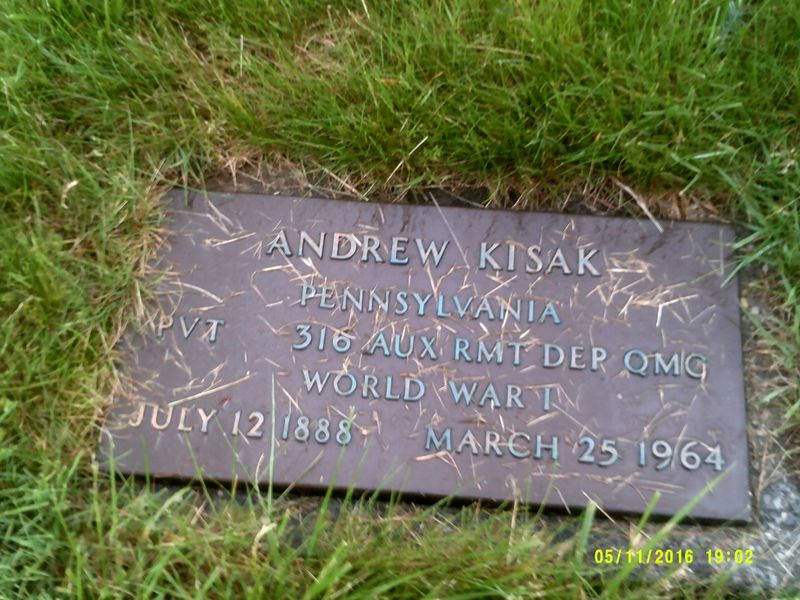 ANDREW KISAK
PENNSYLVANIA
PVT 316 AUX RMT DEP QMC
WORLD WAR I
JULY 12 1888 MARCH 25 1964
05/11/2016 19:02